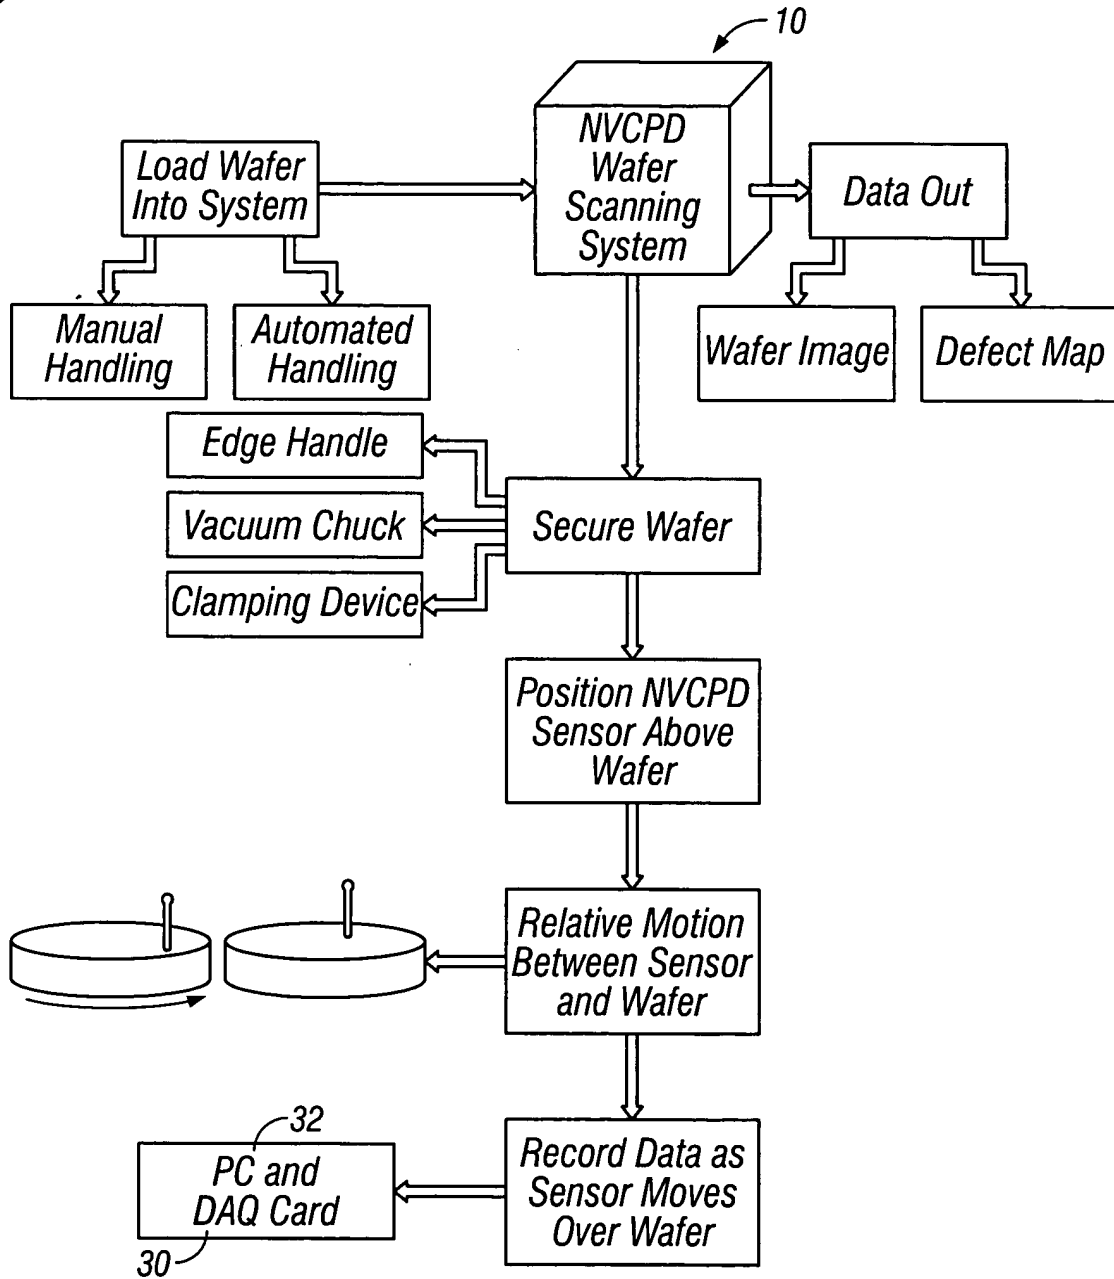 10
NVCPD
Wafer
Scanning
System
Load Wafer
Into System
Data Out
Manual
Handling
Automated
Handling
Wafer Image
Defect Map
Edge Handle
Vacuum Chuck
Clamping Device
Secure Wafer
Position NVCPD
Sensor Above
Wafer
Relative Motion
Between Sensor
and Wafer
32
PC and
DAQ Card
30
Record Data as
Sensor Moves
Over Wafer